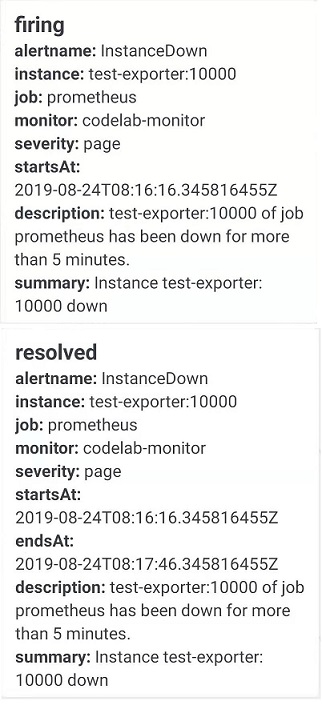 firing
alertname: InstanceDown
instance: test-exporter:10000
job: prometheus
monitor: codelab-monitor
severity: page
startsAt:
2019-08-24T08:16:16.345816455Z
description: test-exporter:10000 of job
prometheus has been down for more
than 5 minutes.
summary: Instance test-exporter:
10000 down
resolved
alertname: InstanceDown
instance: test-exporter:10000
job: prometheus
monitor: codelab-monitor
severity: page
startsAt:
2019-08-24T08:16:16.345816455Z
endsAt:
2019-08-24T08:17:46.345816455Z
description: test-exporter:10000 of job
prometheus has been down for more
than 5 minutes.
summary: Instance test-exporter:
10000 down